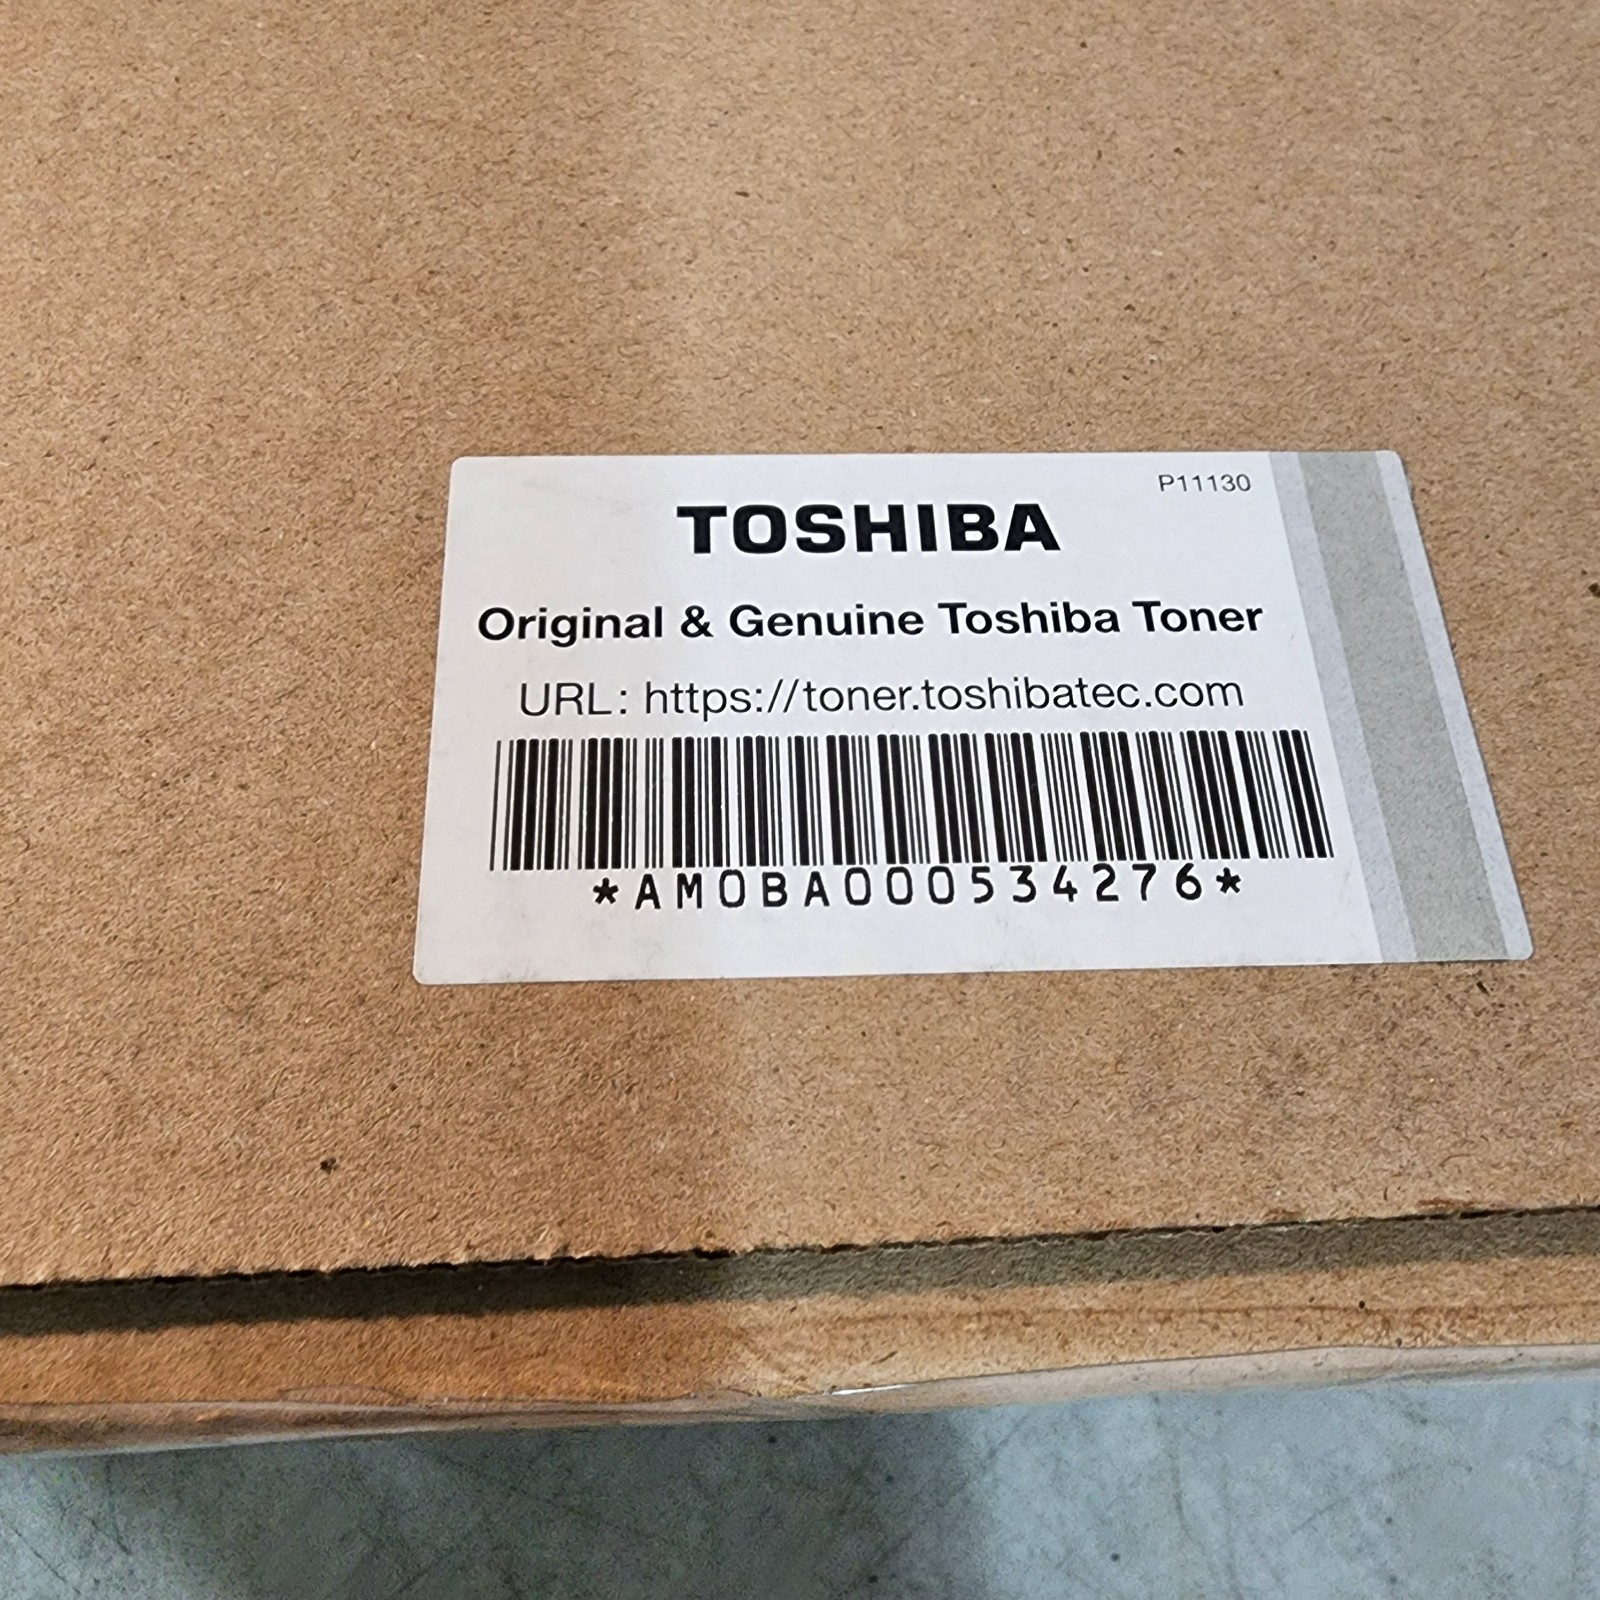 P11130
TOSHIBA
Original & Genuine Toshiba Toner
URL: https://toner.toshibatec.com
*AM0BA000534276*